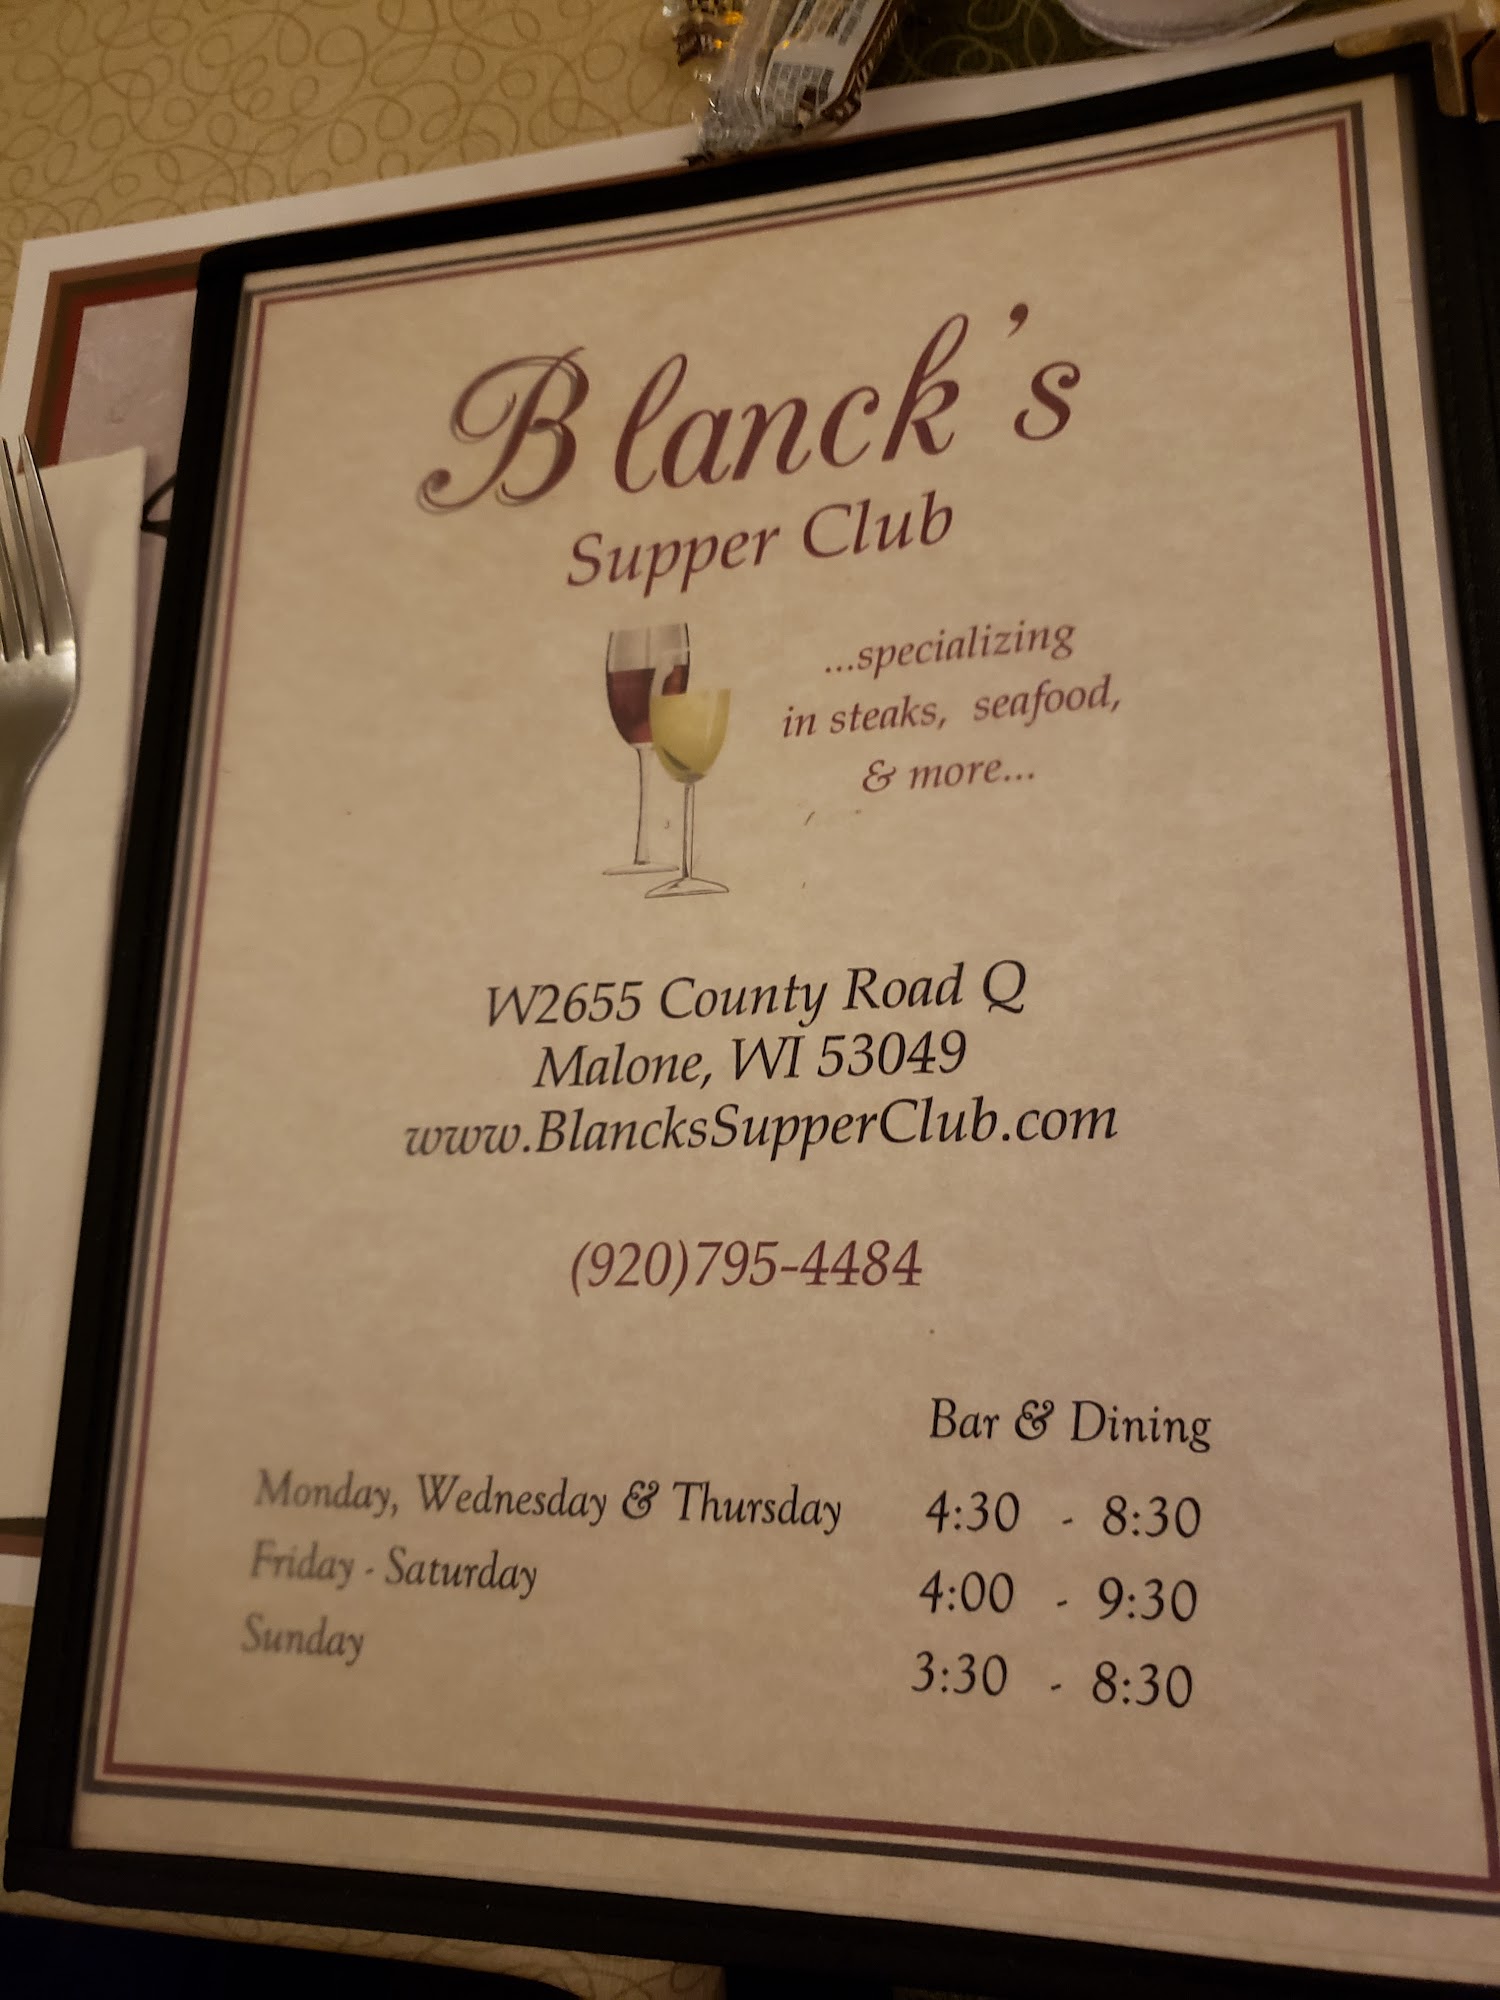 Blanck's
Supper Club
...specializing
in steaks, seafood,
& more...
W2655 County Road Q
Malone, WI 53049
www.BlancksSupperClub.com
(920)795-4484
Bar & Dining
Monday, Wednesday & Thursday 4:30 - 8:30
Friday - Saturday 4:00 - 9:30
Sunday 3:30 - 8:30